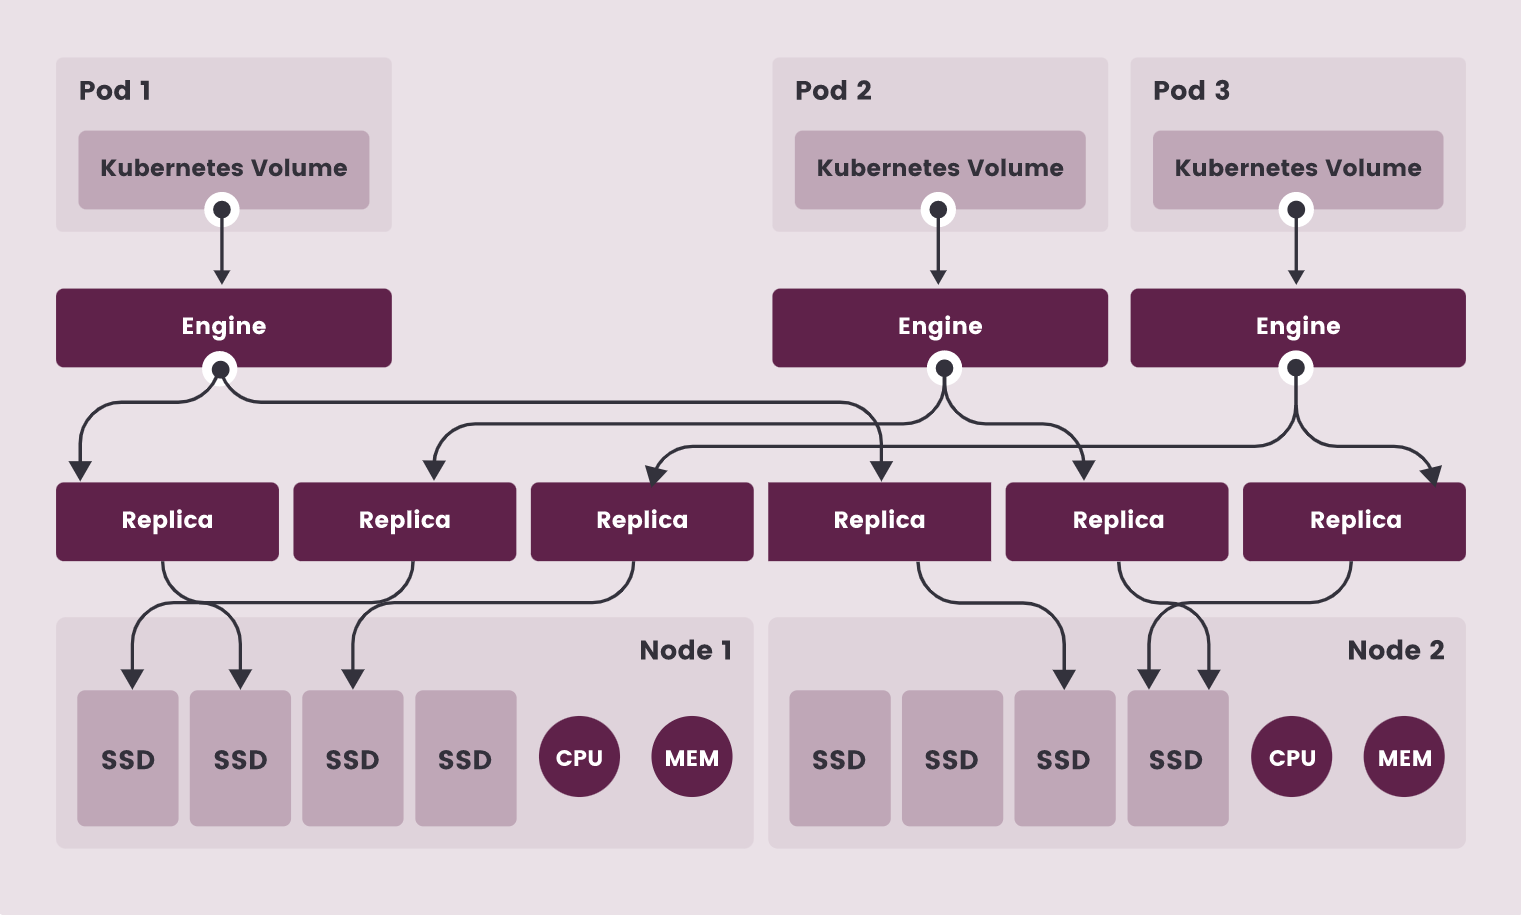 Pod 1
Pod 2
Pod 3
Kubernetes Volume
Kubernetes Volume
Kubernetes Volume
Engine
Engine
Engine
Replica
Replica
Replica
Replica
Replica
Replica
Node 1
Node 2
SSD
SSD
SSD
SSD
CPU
MEM
SSD
SSD
SSD
SSD
CPU
MEM